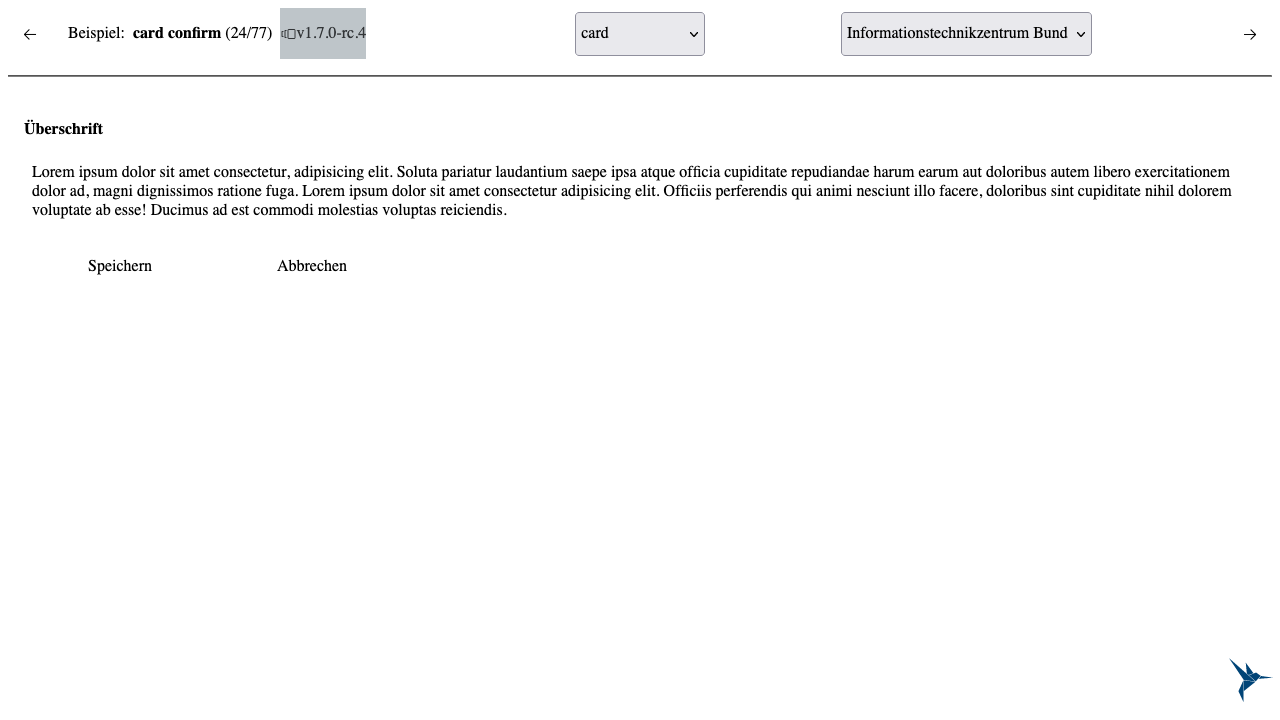 Beispiel: card confirm (24/77) v1.7.0-rc.4 card Informationstechnikzentrum Bund
Überschrift
Lorem ipsum dolor sit amet consectetur, adipisicing elit. Soluta pariatur laudantium saepe ipsa atque officia cupiditate repudiandae harum earum aut doloribus autem libero exercitationem
dolor ad, magni dignissimos ratione fuga. Lorem ipsum dolor sit amet consectetur adipisicing elit. Officiis perferendis qui animi nesciunt illo facere, doloribus sint cupiditate nihil dolorem
voluptate ab esse! Ducimus ad est commodi molestias voluptas reiciendis.
Speichern Abbrechen